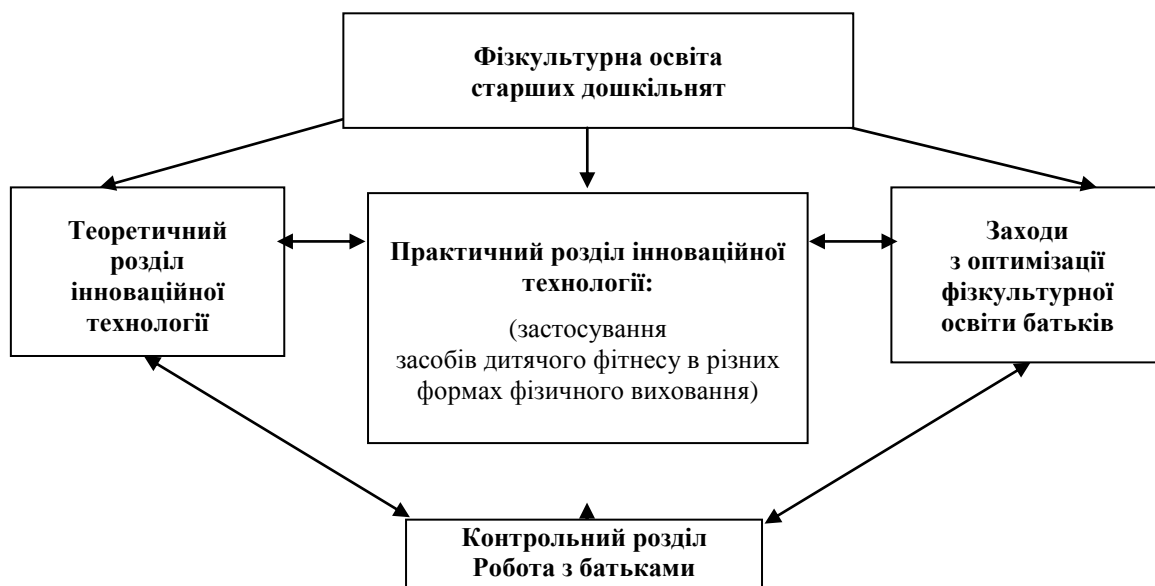 Фізкультурна освіта
старших дошкільнят
Теоретичний
розділ
інноваційної
технології
Практичний розділ інноваційної
технології:
(застосування
засобів дитячого фітнесу в різних
формах фізичного виховання)
Заходи
з оптимізації
фізкультурної
освіти батьків
Контрольний розділ
Робота з батьками